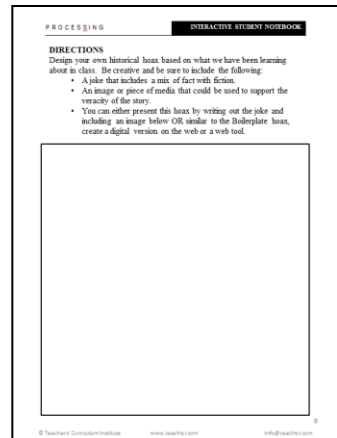 PROCESSING
INTERACTIVE STUDENT NOTEBOOK
DIRECTIONS
Design your own historical hoax based on what we have been learning
about in class. Be creative and be sure to include the following:
• A joke that includes a mix of fact with fiction.
• An image or piece of media that could be used to support the
veracity of the story.
• You can either present this hoax by writing out the joke and
including an image below OR similar to the Boilerplate hoax,
create a digital version on the web or a web tool.
8
© Teachers' Curriculum Institute www.teachtci.com info@teachtci.com